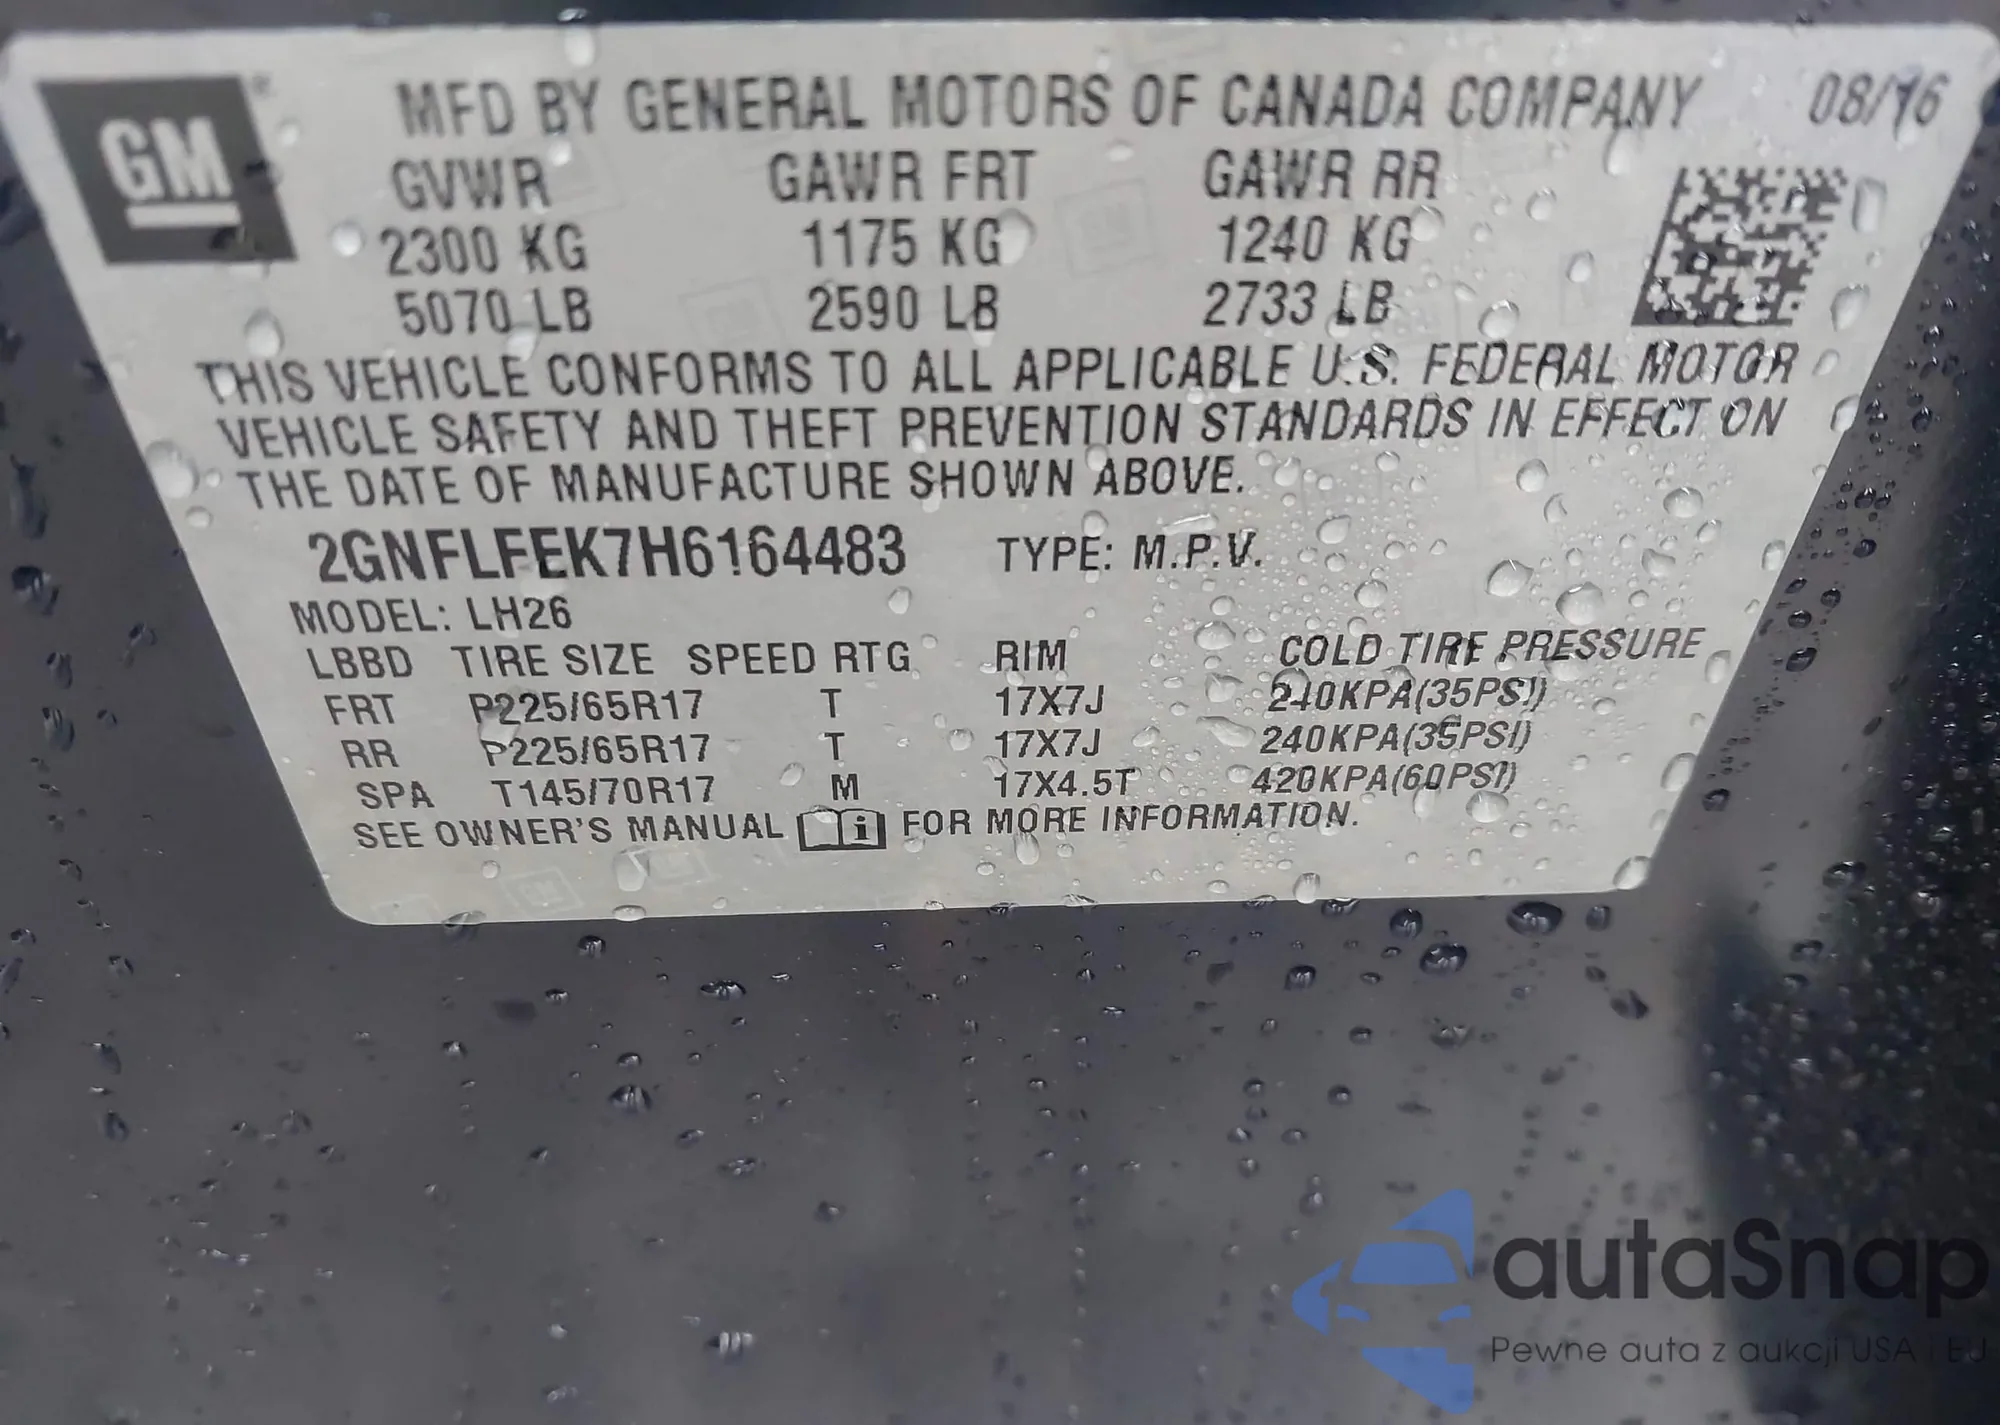 GM
MFD BY GENERAL MOTORS OF CANADA COMPANY 08/16
GVWR GAWR FRT GAWR RR
2300 KG 1175 KG 1240 KG
5070 LB 2590 LB 2733 LB
THIS VEHICLE CONFORMS TO ALL APPLICABLE U.S. FEDERAL MOTOR
VEHICLE SAFETY AND THEFT PREVENTION STANDARDS IN EFFECT ON
THE DATE OF MANUFACTURE SHOWN ABOVE.
2GNFLFEK7H6164483 TYPE: M.P.V.
MODEL: LH26
LBBD TIRE SIZE SPEED RTG RIM COLD TIRE PRESSURE
FRT P225/65R17 T 17X7J 240KPA(35PSI)
RR P225/65R17 T 17X7J 240KPA(35PSI)
SPA T145/70R17 M 17X4.5T 420KPA(60PSI)
SEE OWNER'S MANUAL i FOR MORE INFORMATION.
autaSnap
Pewne auta z aukcji USA i EU